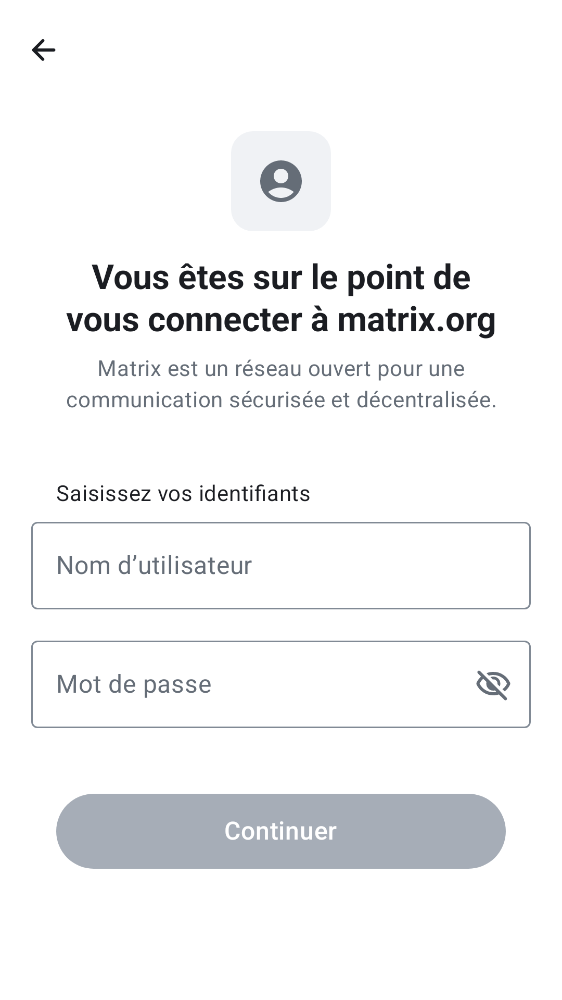 Vous êtes sur le point de
vous connecter à matrix.org
Matrix est un réseau ouvert pour une
communication sécurisée et décentralisée.
Saisissez vos identifiants
Nom d’utilisateur
Mot de passe
Continuer